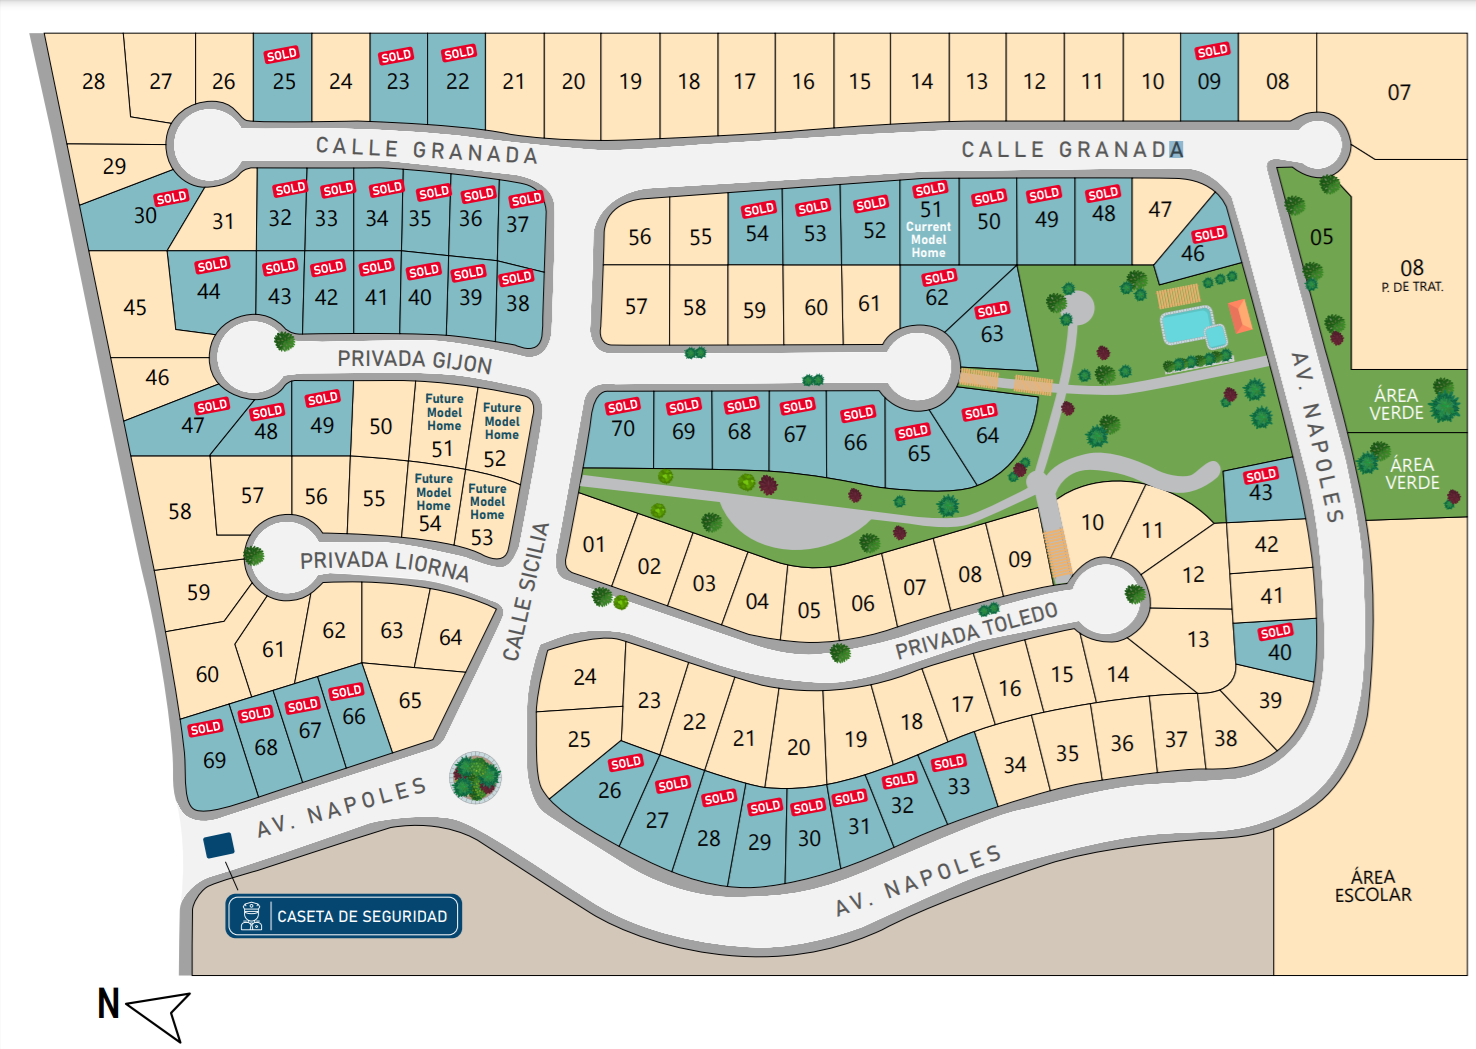 28
27
26
SOLD
25
24
SOLD
23
SOLD
22
21
20
19
18
17
16
15
14
13
12
11
10
SOLD
09
08
07
CALLE GRANADA
CALLE GRANADA
29
SOLD
30
31
SOLD
32
SOLD
33
SOLD
34
SOLD
35
SOLD
36
SOLD
37
56
55
SOLD
54
SOLD
53
SOLD
52
SOLD
51
Current
Model
Home
SOLD
50
SOLD
49
SOLD
48
47
SOLD
46
05
08
P. DE TRAT.
45
SOLD
44
SOLD
43
SOLD
42
SOLD
41
SOLD
40
SOLD
39
SOLD
38
57
58
59
60
61
SOLD
62
SOLD
63
PRIVADA GIJON
46
SOLD
47
SOLD
48
SOLD
49
50
Future
Model
Home
51
Future
Model
Home
52
SOLD
70
SOLD
69
SOLD
68
SOLD
67
SOLD
66
SOLD
65
SOLD
64
AV. NAPOLES
ÁREA
VERDE
ÁREA
VERDE
58
57
56
55
Future
Model
Home
54
Future
Model
Home
53
SOLD
43
42
41
SOLD
40
39
PRIVADA LIORNA
CALLE SICILIA
01
02
03
04
05
06
07
08
09
10
11
12
13
PRIVADA TOLEDO
59
60
61
62
63
64
65
SOLD
66
SOLD
67
SOLD
68
SOLD
69
24
23
22
21
20
19
18
17
16
15
14
25
SOLD
26
SOLD
27
SOLD
28
SOLD
29
SOLD
30
SOLD
31
SOLD
32
SOLD
33
34
35
36
37
38
AV. NAPOLES
AV. NAPOLES
CASETA DE SEGURIDAD
ÁREA
ESCOLAR
N